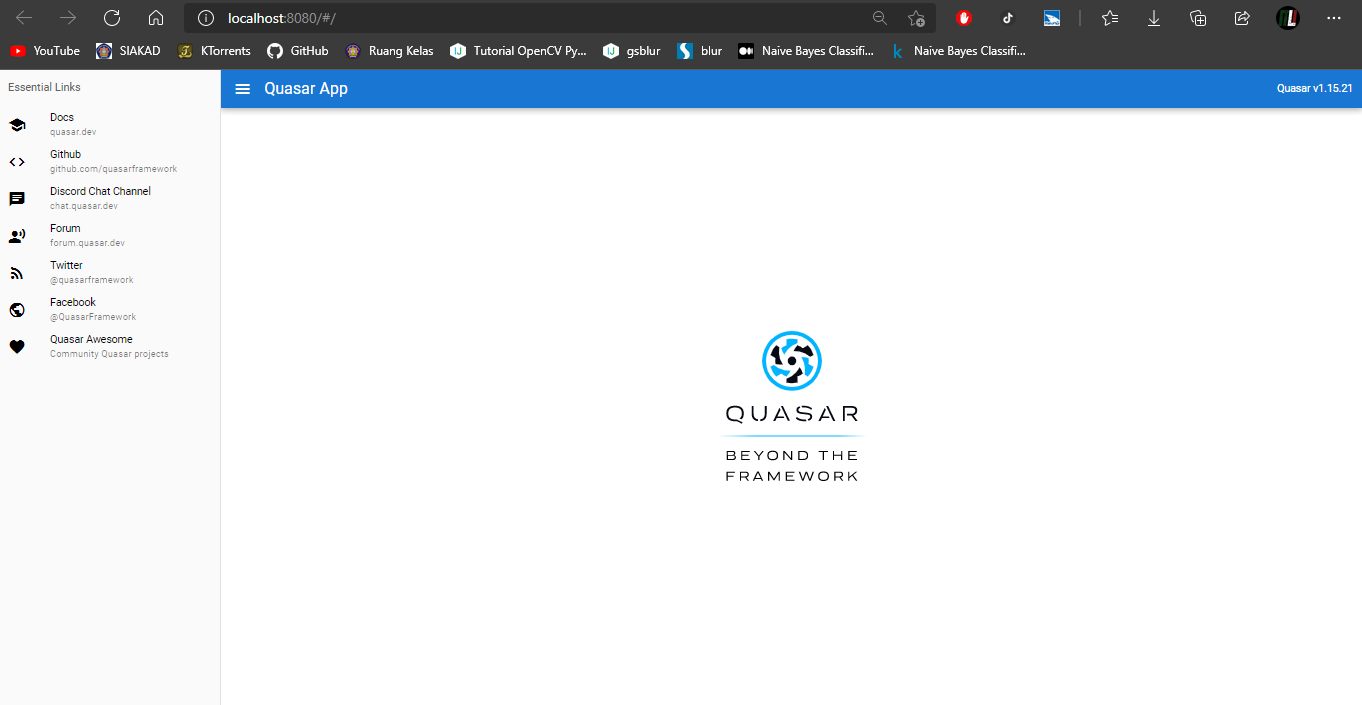 localhost:8080/#/
YouTube SIAKAD KTorrents GitHub Ruang Kelas Tutorial OpenCV Py... gsblur blur Naive Bayes Classifi... Naive Bayes Classifi...
Essential Links
Quasar App
Quasar v1.15.21
Docs
quasar.dev
Github
github.com/quasarframework
Discord Chat Channel
chat.quasar.dev
Forum
forum.quasar.dev
Twitter
@quasarframework
Facebook
@QuasarFramework
Quasar Awesome
Community Quasar projects
QUASAR
BEYOND THE
FRAMEWORK